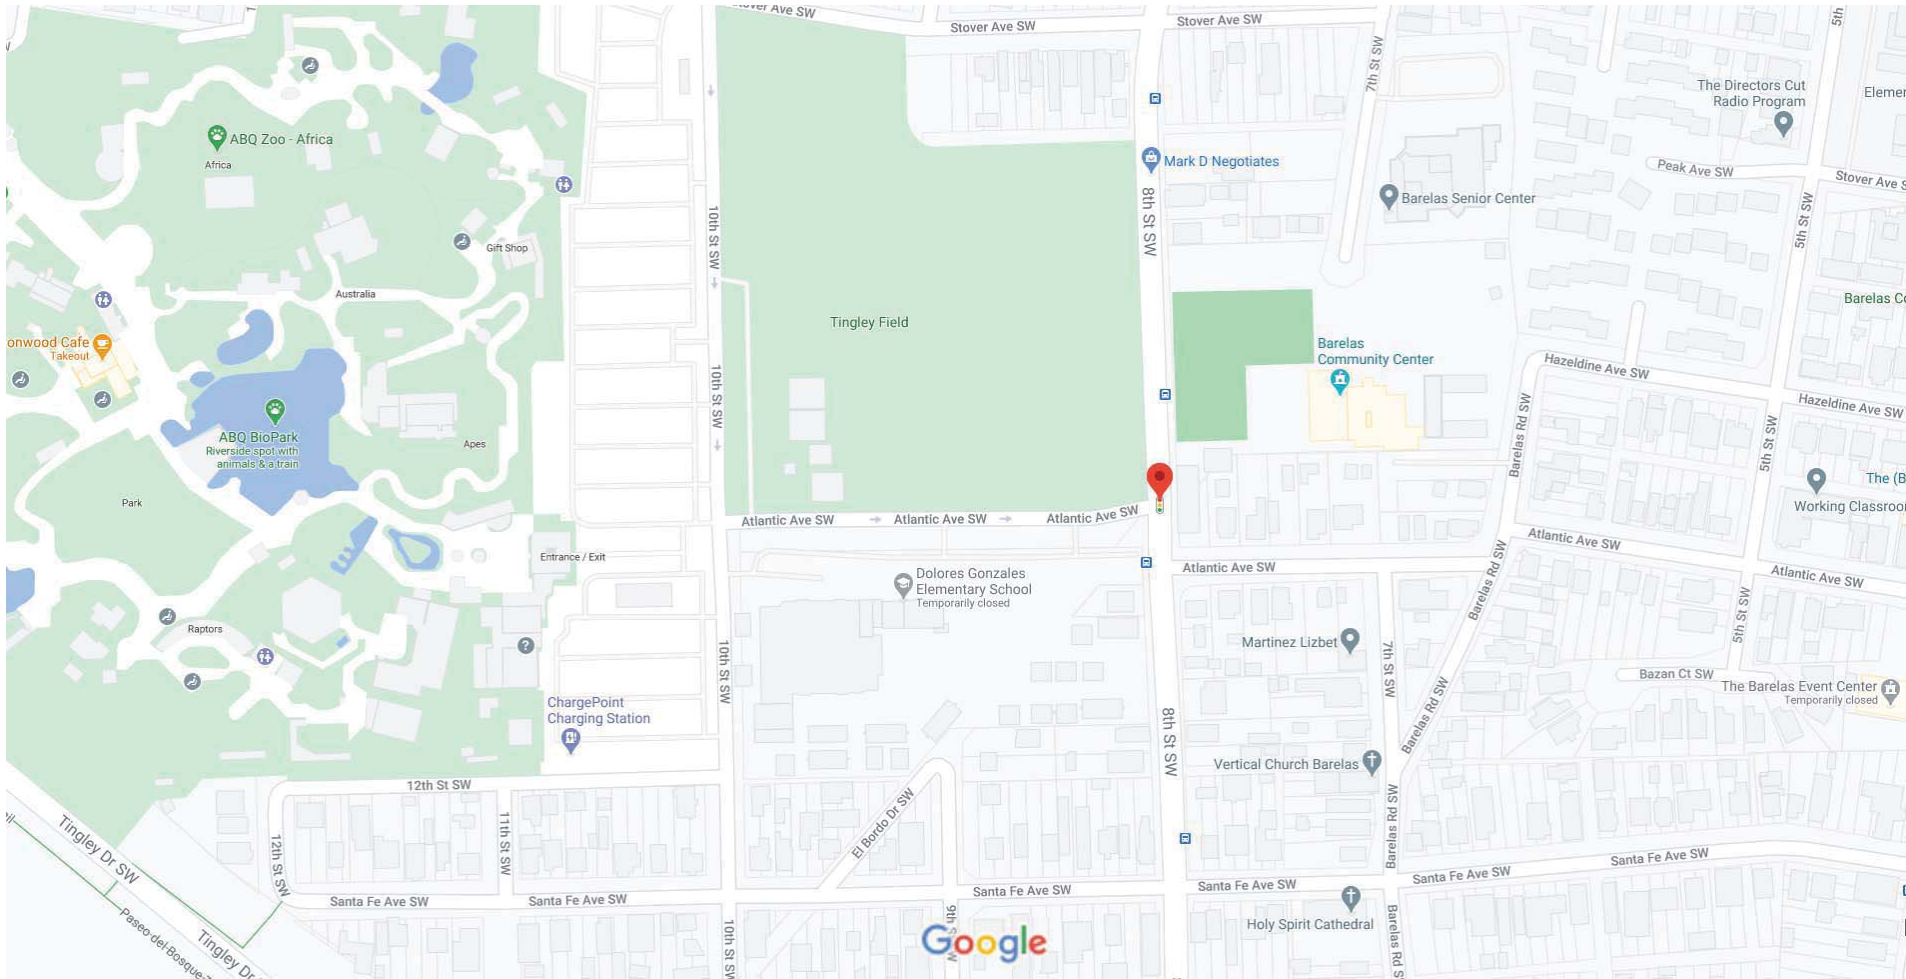 Stover Ave SW
Stover Ave SW
Stover Ave SW
7th St SW
5th
The Directors Cut
Radio Program
Elemen
ABQ Zoo - Africa
Africa
Mark D Negotiates
Peak Ave SW
Stover Ave S
Barelas Senior Center
8th St SW
10th St SW
5th St SW
Gift Shop
Australia
Barelas Co
Tingley Field
onwood Cafe
Takeout
Barelas
Community Center
Hazeldine Ave SW
Hazeldine Ave SW
10th St SW
Barelas Rd SW
5th St SW
ABQ BioPark
Riverside spot with
animals & a train
Apes
The (B
Park
Working Classroo
Atlantic Ave SW
Atlantic Ave SW
Atlantic Ave SW
Atlantic Ave SW
Entrance / Exit
Atlantic Ave SW
Atlantic Ave SW
Dolores Gonzales
Elementary School
Temporarily closed
Barelas Rd SW
5th St SW
Raptors
Martinez Lizbet
7th St SW
10th St SW
Bazan Ct SW
The Barelas Event Center
Temporarily closed
ChargePoint
Charging Station
Barelas Rd SW
8th St SW
Vertical Church Barelas
12th St SW
Tingley Dr SW
12th St SW
11th St SW
El Bordo Dr SW
Barelas Rd SW
Santa Fe Ave SW
Santa Fe Ave SW
Santa Fe Ave SW
Santa Fe Ave SW
Santa Fe Ave SW
Santa Fe Ave SW
Holy Spirit Cathedral
Paseo-del-Bosque-
Tingley Dr
10th St SW
9th
Google
Barelas Rd S